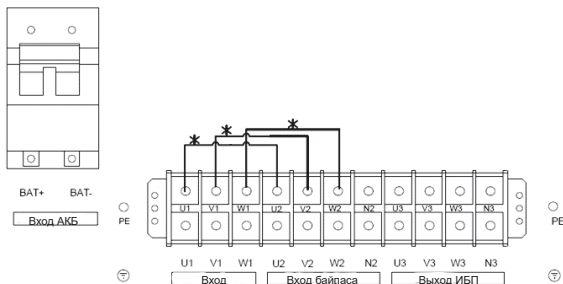 U1 V1 W1 U2 V2 W2 N2 U3 V3 W3 N3
BAT+ BAT-
Вход АКБ
PE
PE
U1 V1 W1 U2 V2 W2 N2 U3 V3 W3 N3
Вход
Вход байпаса
Выход ИБП